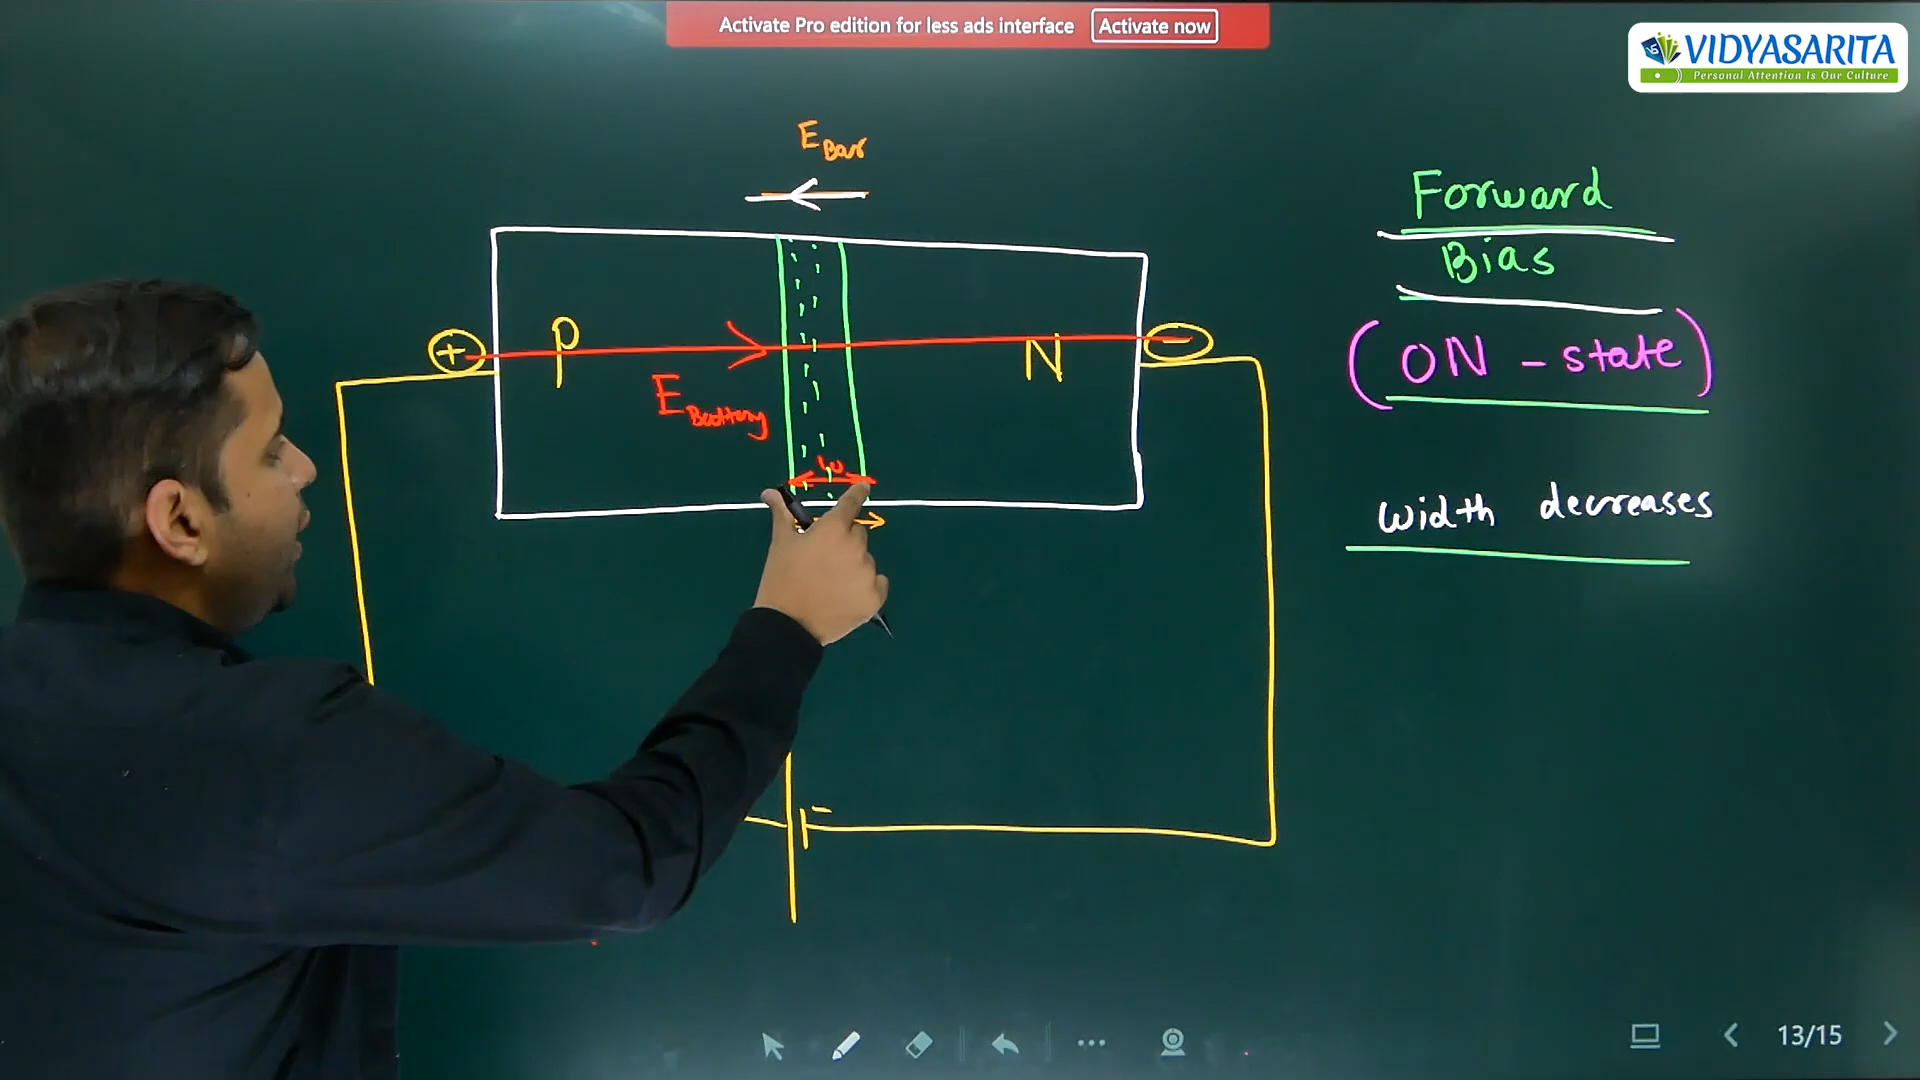 Activate Pro edition for less ads interface Activate now
VIDYASARITA
Personal Attention Is Our Culture
E Bar
Forward
Bias
(ON - state)
+ P N -
E Battery
ω
Width decreases
-
13/15